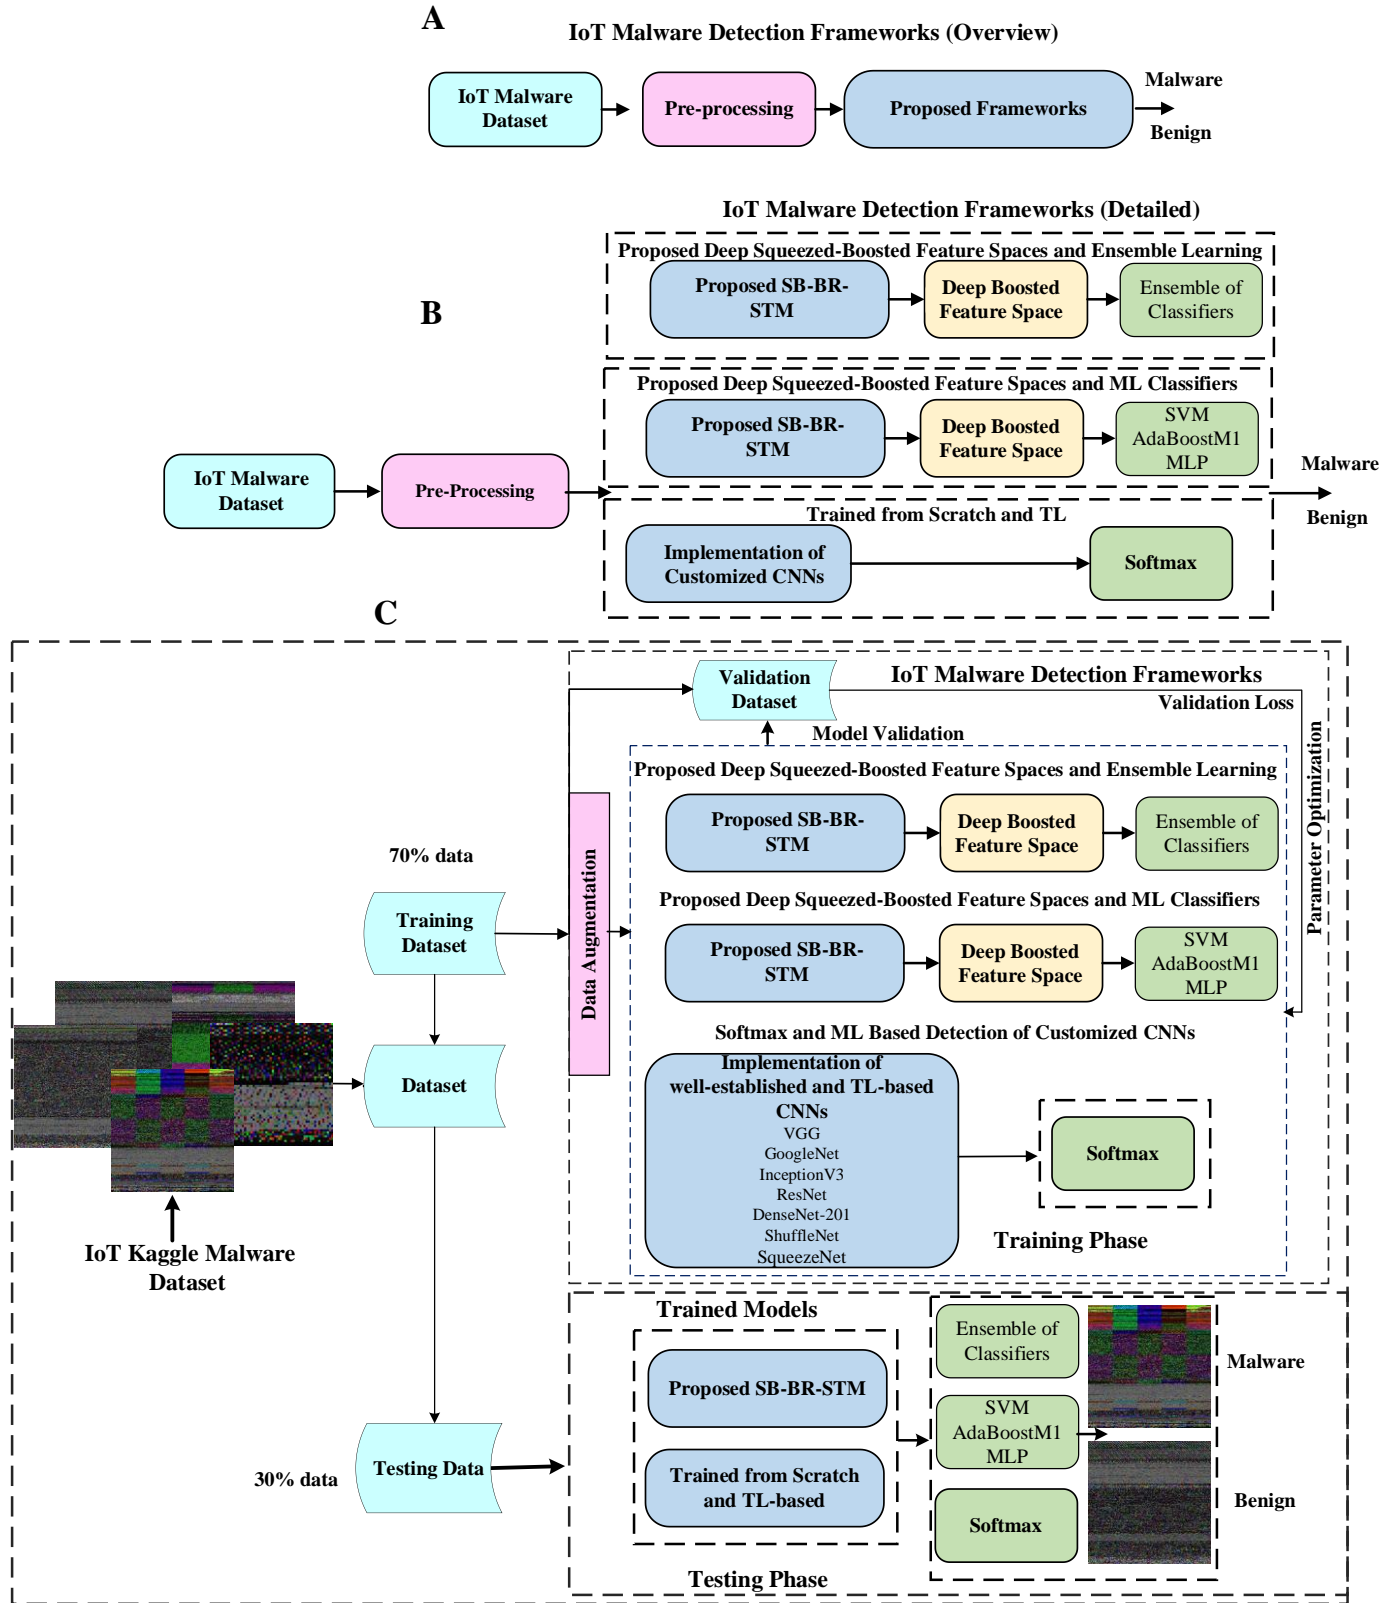 A
IoT Malware Detection Frameworks (Overview)
IoT Malware
Dataset
Pre-processing
Proposed Frameworks
Malware
Benign
IoT Malware Detection Frameworks (Detailed)
B
Proposed Deep Squeezed-Boosted Feature Spaces and Ensemble Learning
Proposed SB-BR-
STM
Deep Boosted
Feature Space
Ensemble of
Classifiers
Proposed Deep Squeezed-Boosted Feature Spaces and ML Classifiers
Proposed SB-BR-
STM
Deep Boosted
Feature Space
SVM
AdaBoostM1
MLP
IoT Malware
Dataset
Pre-Processing
Malware
Benign
Trained from Scratch and TL
Implementation of
Customized CNNs
Softmax
C
Validation
Dataset
IoT Malware Detection Frameworks
Validation Loss
Model Validation
Parameter Optimization
Proposed Deep Squeezed-Boosted Feature Spaces and Ensemble Learning
Proposed SB-BR-
STM
Deep Boosted
Feature Space
Ensemble of
Classifiers
70% data
Training
Dataset
Data Augmentation
Proposed Deep Squeezed-Boosted Feature Spaces and ML Classifiers
Proposed SB-BR-
STM
Deep Boosted
Feature Space
SVM
AdaBoostM1
MLP
Dataset
Softmax and ML Based Detection of Customized CNNs
Implementation of
well-established and TL-based
CNNs
VGG
GoogleNet
InceptionV3
ResNet
DenseNet-201
ShuffleNet
SqueezeNet
Softmax
Training Phase
IoT Kaggle Malware
Dataset
Trained Models
Proposed SB-BR-STM
Trained from Scratch
and TL-based
Ensemble of
Classifiers
SVM
AdaBoostM1
MLP
Softmax
Malware
Benign
Testing Data
30% data
Testing Phase